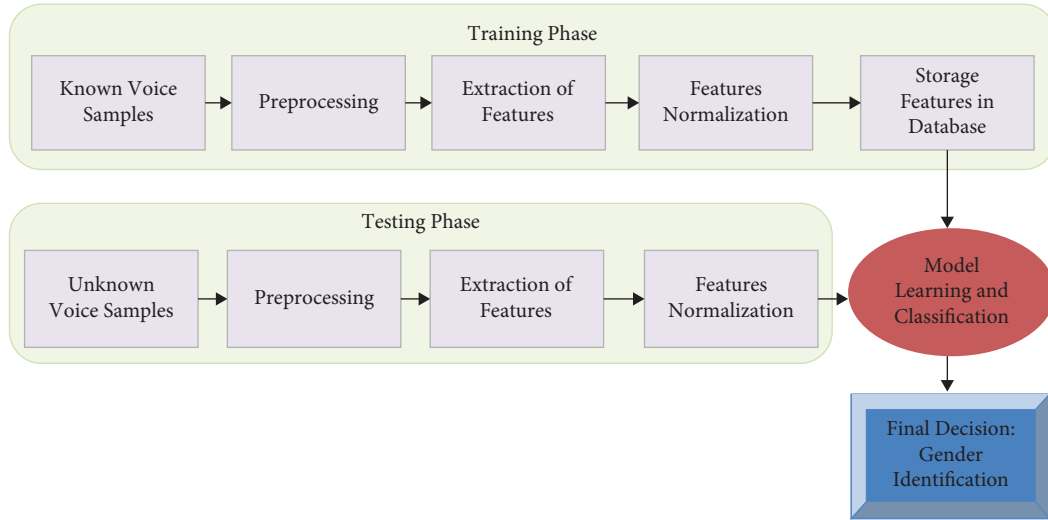 Training Phase
Known Voice
Samples
Preprocessing
Extraction of
Features
Features
Normalization
Storage
Features in
Database
Testing Phase
Unknown
Voice Samples
Preprocessing
Extraction of
Features
Features
Normalization
Model
Learning and
Classification
Final Decision:
Gender
Identification